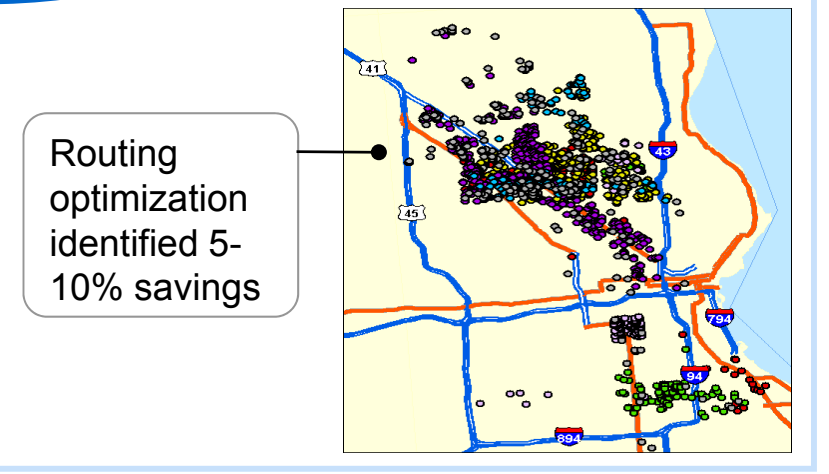 Routing
optimization
identified 5-
10% savings
41
43
45
794
94
894